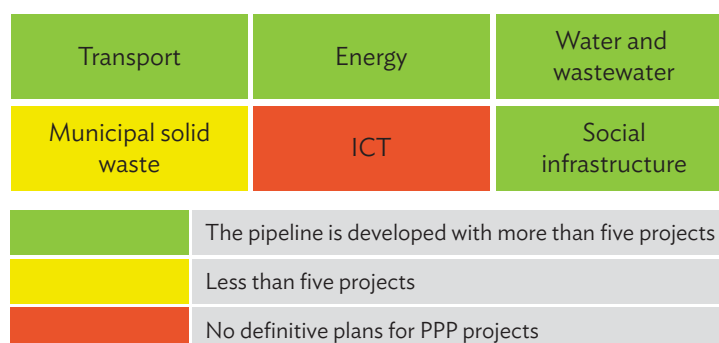 Transport
Energy
Water and
wastewater
Municipal solid
waste
ICT
Social
infrastructure
The pipeline is developed with more than five projects
Less than five projects
No definitive plans for PPP projects